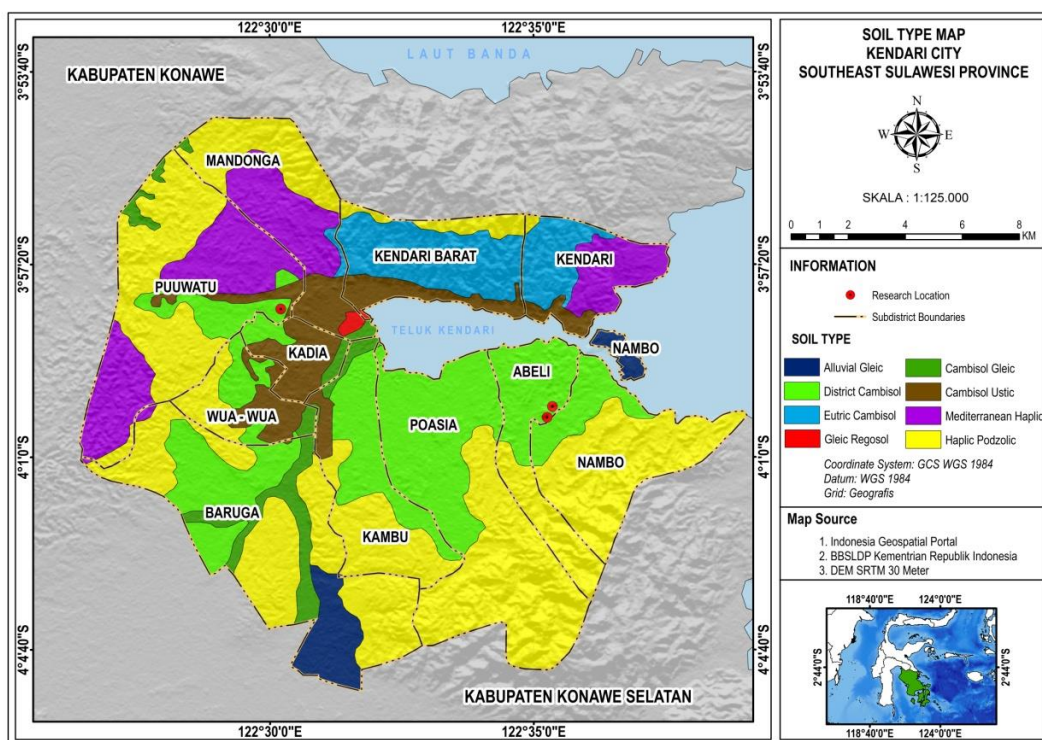 122°30'0"E
122°35'0"E
LAUT BANDA
KABUPATEN KONAWE
3°53'40"S
3°53'40"S
MANDONGA
3°57'20"S
3°57'20"S
KENDARI BARAT
KENDARI
PUUWATU
TELUK KENDARI
KADIA
NAMBO
ABELI
WUA - WUA
POASIA
NAMBO
4°1'0"S
4°1'0"S
BARUGA
KAMBU
4°4'40"S
4°4'40"S
KABUPATEN KONAWE SELATAN
122°30'0"E
122°35'0"E
SOIL TYPE MAP
KENDARI CITY
SOUTHEAST SULAWESI PROVINCE
N
W E
S
SKALA : 1:125.000
0 1 2 4 6 8
KM
INFORMATION
Research Location
Subdistrict Boundaries
SOIL TYPE
Alluvial Gleic
Cambisol Gleic
District Cambisol
Cambisol Ustic
Eutric Cambisol
Mediterranean Haplic
Gleic Regosol
Haplic Podzolic
Coordinate System: GCS WGS 1984
Datum: WGS 1984
Grid: Geografis
Map Source
1. Indonesia Geospatial Portal
2. BBSLDP Kementrian Republik Indonesia
3. DEM SRTM 30 Meter
118°40'0"E
124°0'0"E
2°44'0"S
2°44'0"S
118°40'0"E
124°0'0"E